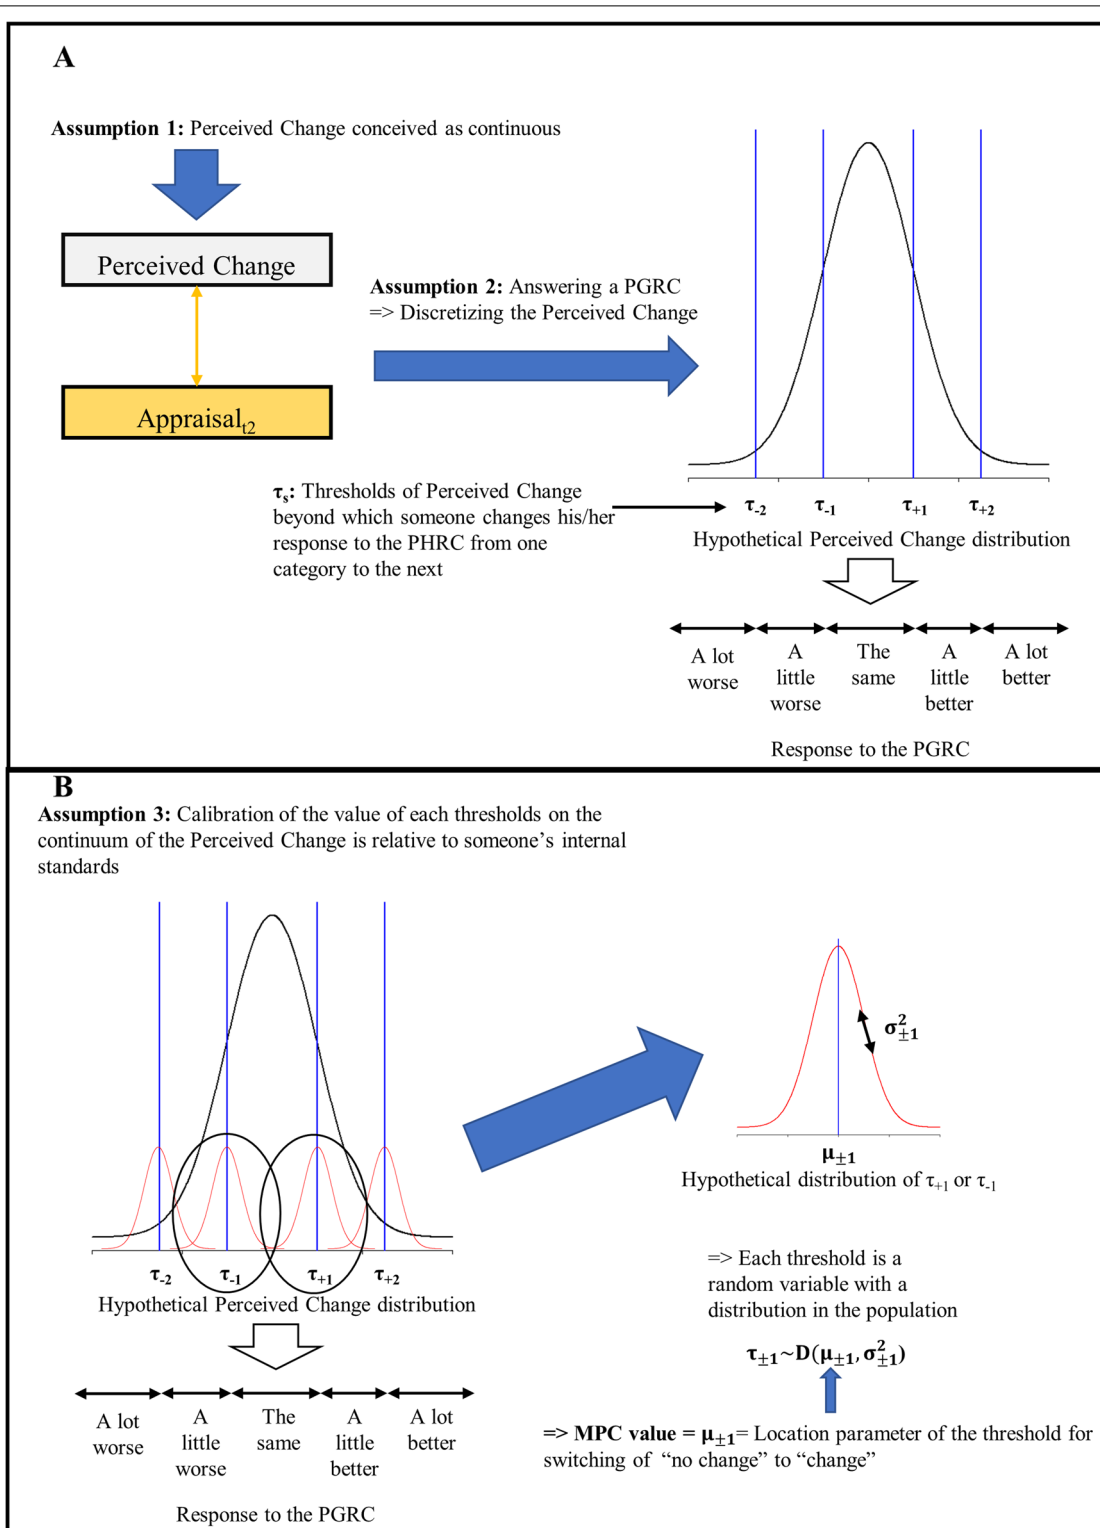 A
Assumption 1: Perceived Change conceived as continuous
Perceived Change
Appraisal_t2
Assumption 2: Answering a PGRC
=> Discretizing the Perceived Change
τ_s: Thresholds of Perceived Change
beyond which someone changes his/her
response to the PHRC from one
category to the next
τ_-2 τ_-1 τ_+1 τ_+2
Hypothetical Perceived Change distribution
A lot
worse
A
little
worse
The
same
A
little
better
A lot
better
Response to the PGRC
B
Assumption 3: Calibration of the value of each thresholds on the
continuum of the Perceived Change is relative to someone's internal
standards
τ_-2 τ_-1 τ_+1 τ_+2
Hypothetical Perceived Change distribution
A lot
worse
A
little
worse
The
same
A
little
better
A lot
better
Response to the PGRC
σ²_±1
μ_±1
Hypothetical distribution of τ_+1 or τ_-1
=> Each threshold is a
random variable with a
distribution in the population
τ_±1~D(μ_±1, σ²_±1)
=> MPC value = μ_±1= Location parameter of the threshold for
switching of “no change” to “change”